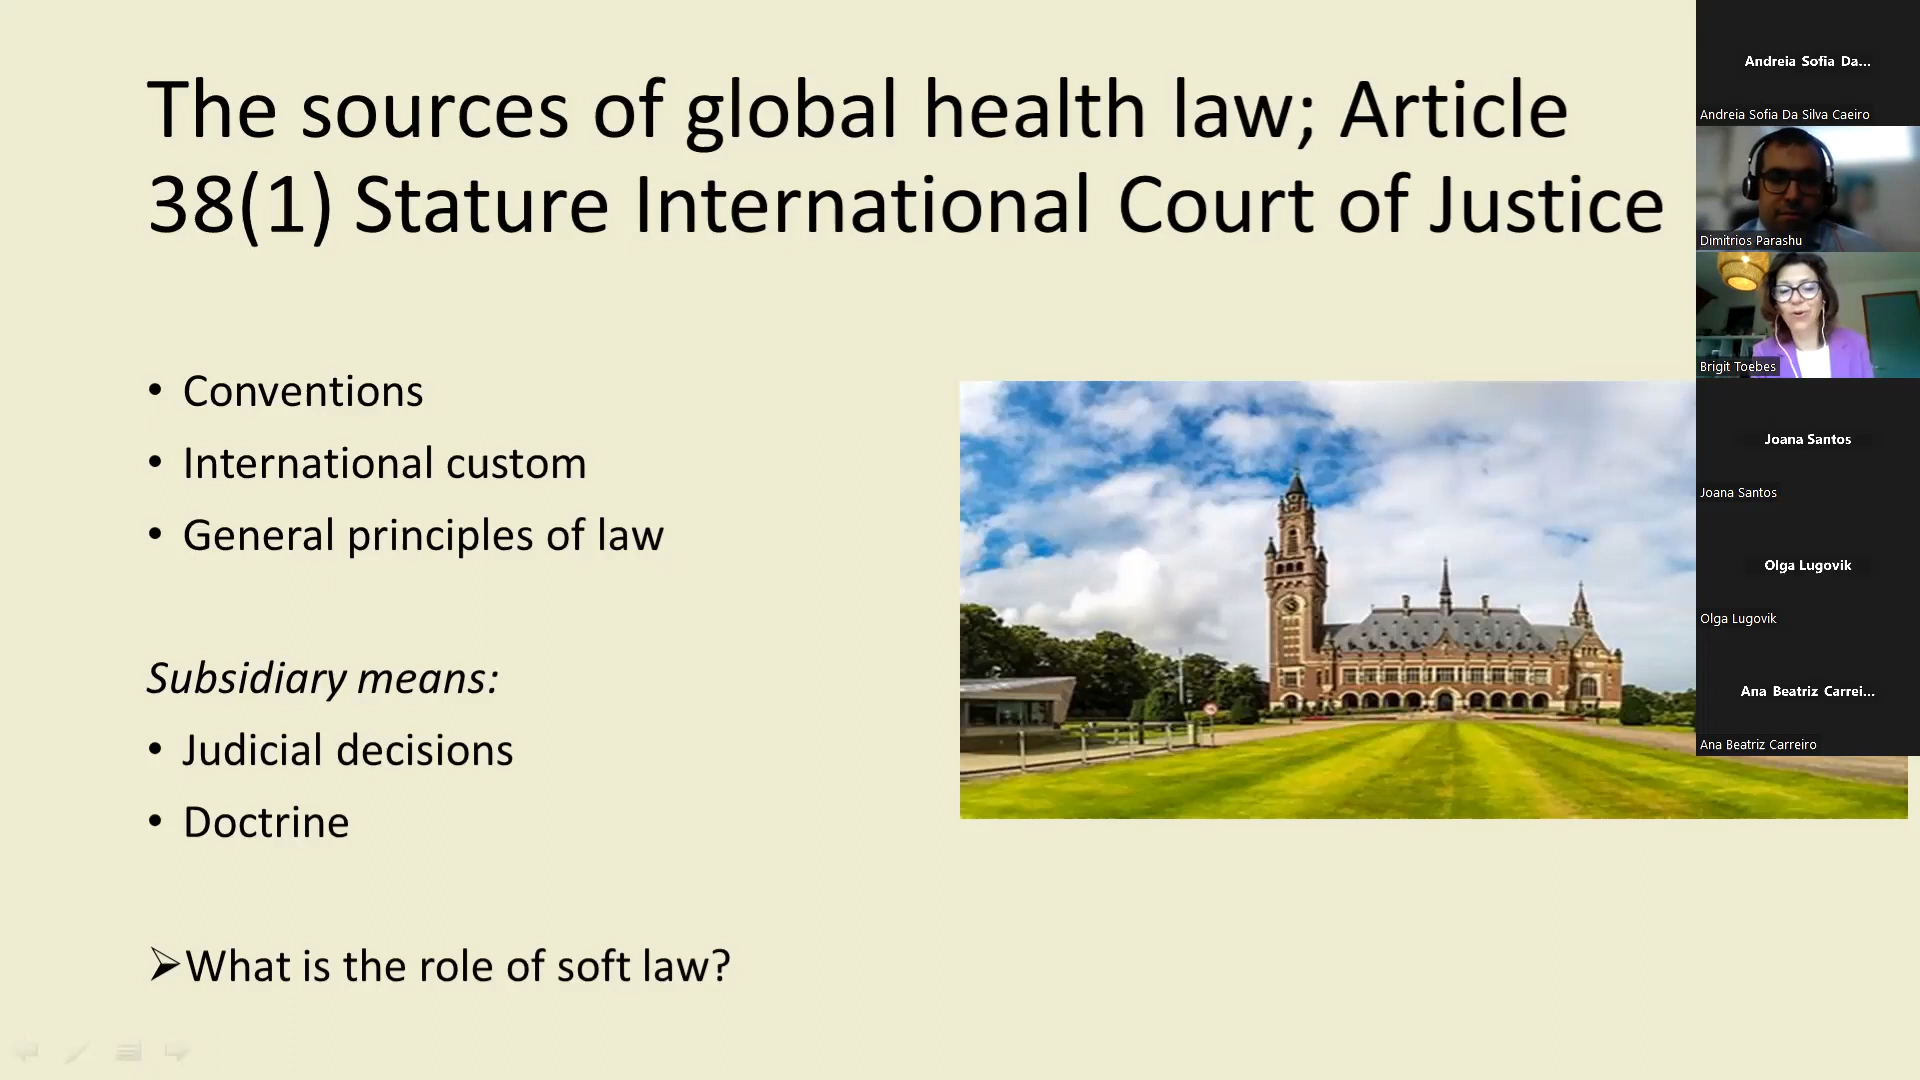 The sources of global health law; Article
38(1) Stature International Court of Justice
• Conventions
• International custom
• General principles of law
Subsidiary means:
• Judicial decisions
• Doctrine
➢What is the role of soft law?
Andreia Sofia Da...
Andreia Sofia Da Silva Caeiro
Dimitrios Parashu
Brigit Toebes
Joana Santos
Joana Santos
Olga Lugovik
Olga Lugovik
Ana Beatriz Carrei...
Ana Beatriz Carreiro